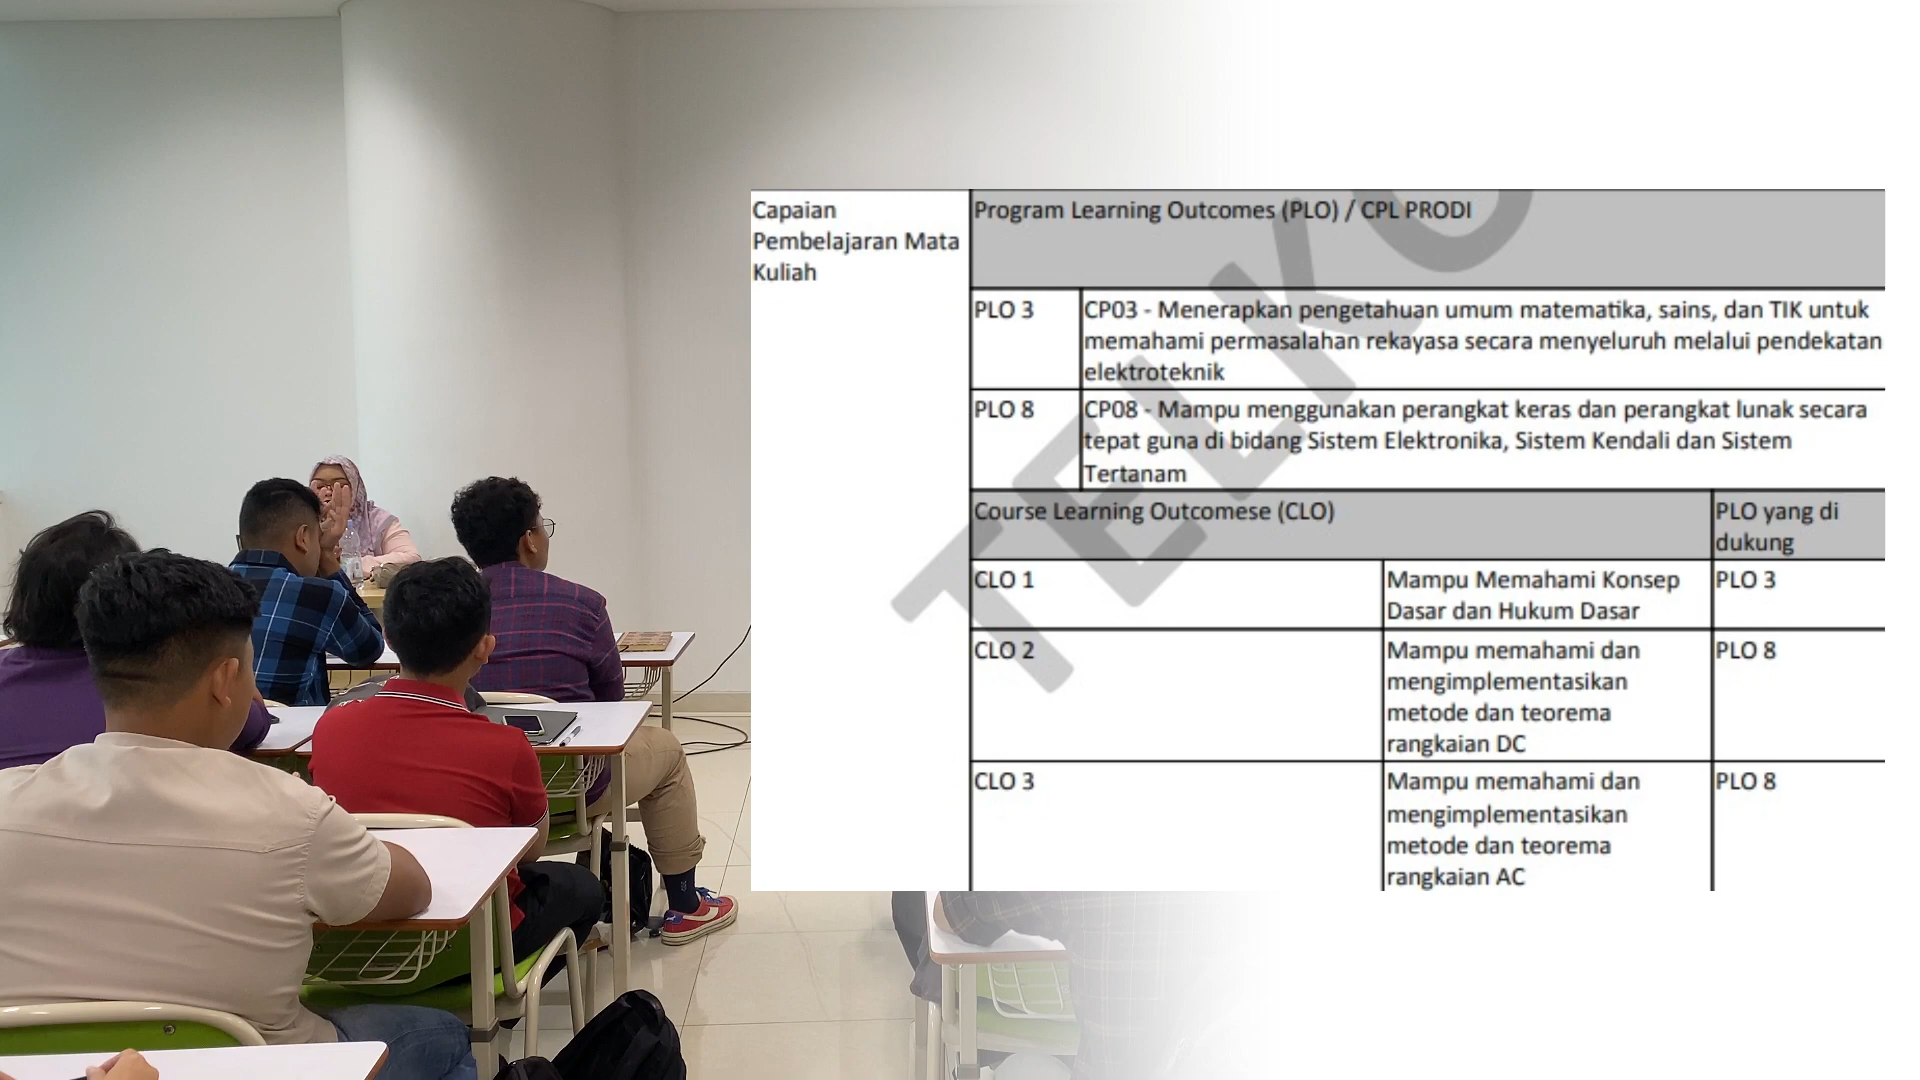 Capaian
Pembelajaran Mata
Kuliah
Program Learning Outcomes (PLO) / CPL PRODI
PLO 3
CP03 - Menerapkan pengetahuan umum matematika, sains, dan TIK untuk
memahami permasalahan rekayasa secara menyeluruh melalui pendekatan
elektroteknik
PLO 8
CP08 - Mampu menggunakan perangkat keras dan perangkat lunak secara
tepat guna di bidang Sistem Elektronika, Sistem Kendali dan Sistem
Tertanam
Course Learning Outcomese (CLO)
PLO yang di
dukung
CLO 1
Mampu Memahami Konsep
Dasar dan Hukum Dasar
PLO 3
CLO 2
Mampu memahami dan
mengimplementasikan
metode dan teorema
rangkaian DC
PLO 8
CLO 3
Mampu memahami dan
mengimplementasikan
metode dan teorema
rangkaian AC
PLO 8
TELKO